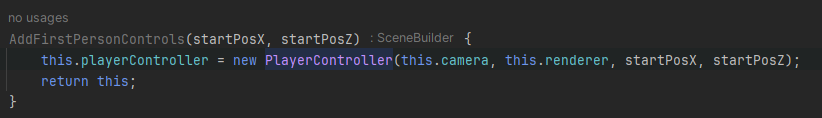 no usages
AddFirstPersonControls(startPosX, startPosZ) : SceneBuilder {
this.playerController = new PlayerController(this.camera, this.renderer, startPosX, startPosZ);
return this;
}